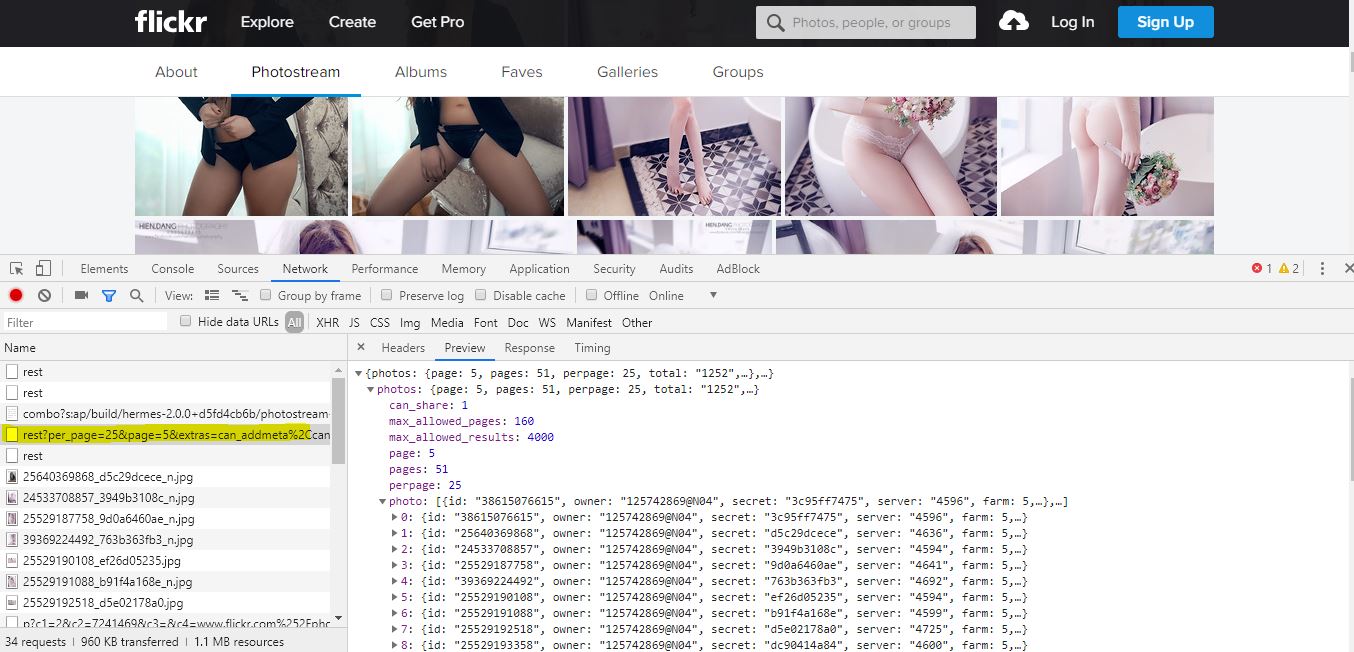 flickr Explore Create Get Pro Photos, people, or groups Log In Sign Up
About Photostream Albums Faves Galleries Groups
HIEN.DANG PHOTOGRAPHY HIEN.DANG
Elements Console Sources Network Performance Memory Application Security Audits AdBlock 1 2
View: Group by frame Preserve log Disable cache Offline Online
Filter Hide data URLs All XHR JS CSS Img Media Font Doc WS Manifest Other
Name × Headers Preview Response Timing
rest
rest
combo?s:ap/build/hermes-2.0.0+d5fd4cb6b/photostream-
rest?per_page=25&page=5&extras=can_addmeta%2Ccan
rest
25640369868_d5c29dcece_n.jpg
24533708857_3949b3108c_n.jpg
25529187758_9d0a6460ae_n.jpg
39369224492_763b363fb3_n.jpg
25529190108_ef26d05235.jpg
25529191088_b91f4a168e_n.jpg
25529192518_d5e02178a0.jpg
p?c1=2&c2=7241469&c3=&c4=www.flickr.com%252Fpho
34 requests | 960 KB transferred | 1.1 MB resources
{photos: {page: 5, pages: 51, perpage: 25, total: "1252",…},…}
photos: {page: 5, pages: 51, perpage: 25, total: "1252",…}
can_share: 1
max_allowed_pages: 160
max_allowed_results: 4000
page: 5
pages: 51
perpage: 25
photo: [{id: "38615076615", owner: "125742869@N04", secret: "3c95ff7475", server: "4596", farm: 5,…},…]
0: {id: "38615076615", owner: "125742869@N04", secret: "3c95ff7475", server: "4596", farm: 5,…}
1: {id: "25640369868", owner: "125742869@N04", secret: "d5c29dcece", server: "4636", farm: 5,…}
2: {id: "24533708857", owner: "125742869@N04", secret: "3949b3108c", server: "4594", farm: 5,…}
3: {id: "25529187758", owner: "125742869@N04", secret: "9d0a6460ae", server: "4641", farm: 5,…}
4: {id: "39369224492", owner: "125742869@N04", secret: "763b363fb3", server: "4692", farm: 5,…}
5: {id: "25529190108", owner: "125742869@N04", secret: "ef26d05235", server: "4594", farm: 5,…}
6: {id: "25529191088", owner: "125742869@N04", secret: "b91f4a168e", server: "4599", farm: 5,…}
7: {id: "25529192518", owner: "125742869@N04", secret: "d5e02178a0", server: "4725", farm: 5,…}
8: {id: "25529193358", owner: "125742869@N04", secret: "dc90414a84", server: "4600", farm: 5,…}